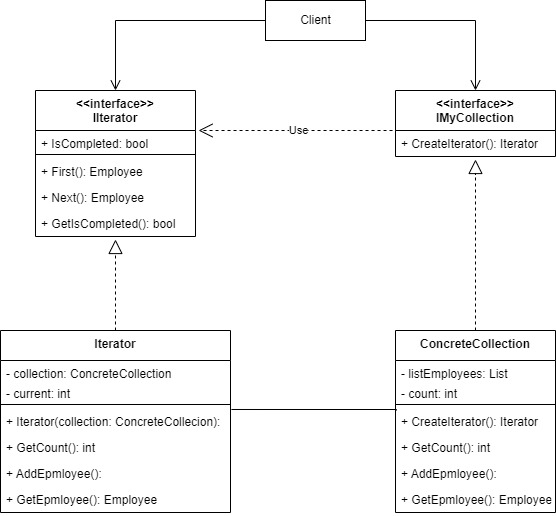 Client
<<interface>>
IIterator
+ IsCompleted: bool
+ First(): Employee
+ Next(): Employee
+ GetIsCompleted(): bool
Use
<<interface>>
IMyCollection
+ CreateIterator(): Iterator
Iterator
- collection: ConcreteCollection
- current: int
+ Iterator(collection: ConcreteCollecion):
+ GetCount(): int
+ AddEpmloyee():
+ GetEpmloyee(): Employee
ConcreteCollection
- listEmployees: List
- count: int
+ CreateIterator(): Iterator
+ GetCount(): int
+ AddEpmloyee():
+ GetEpmloyee(): Employee